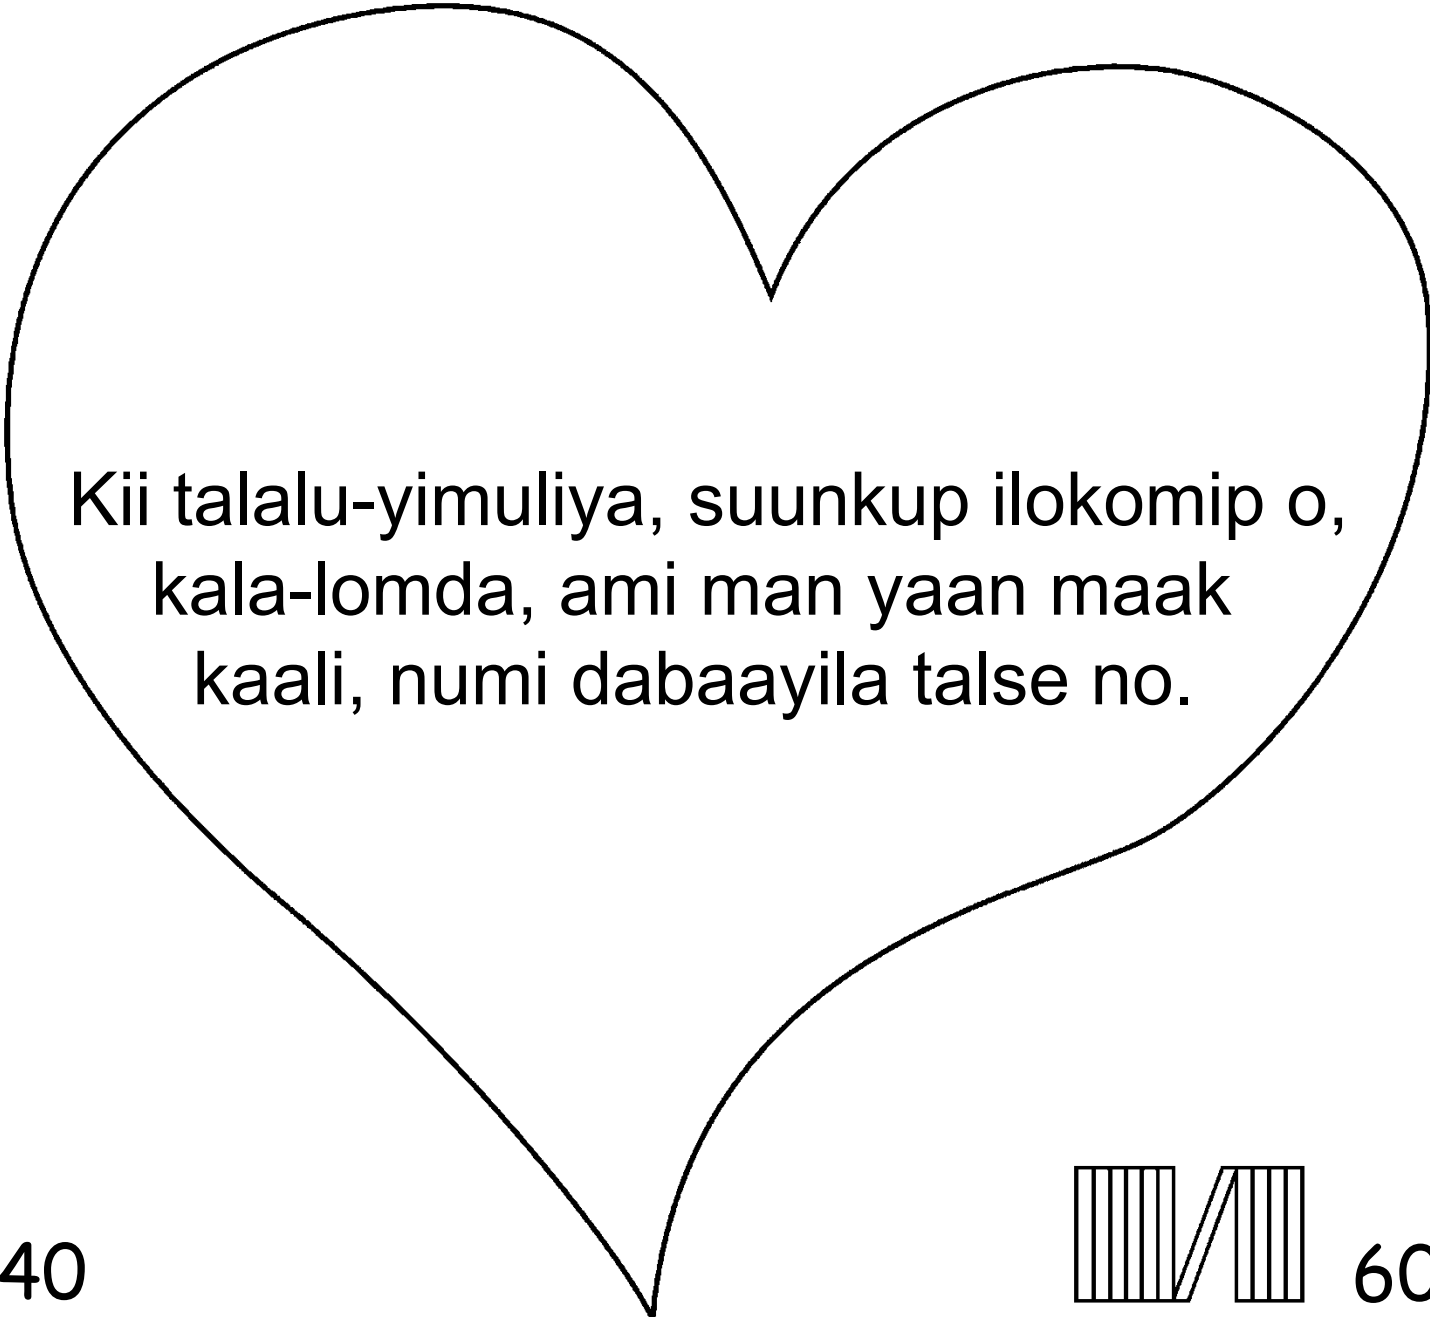 Kii talalu-yimuliya, suunkup ilokomip o,
kala-lomda, ami man yaan maak
kaali, numi dabaayila talse no.
40
60